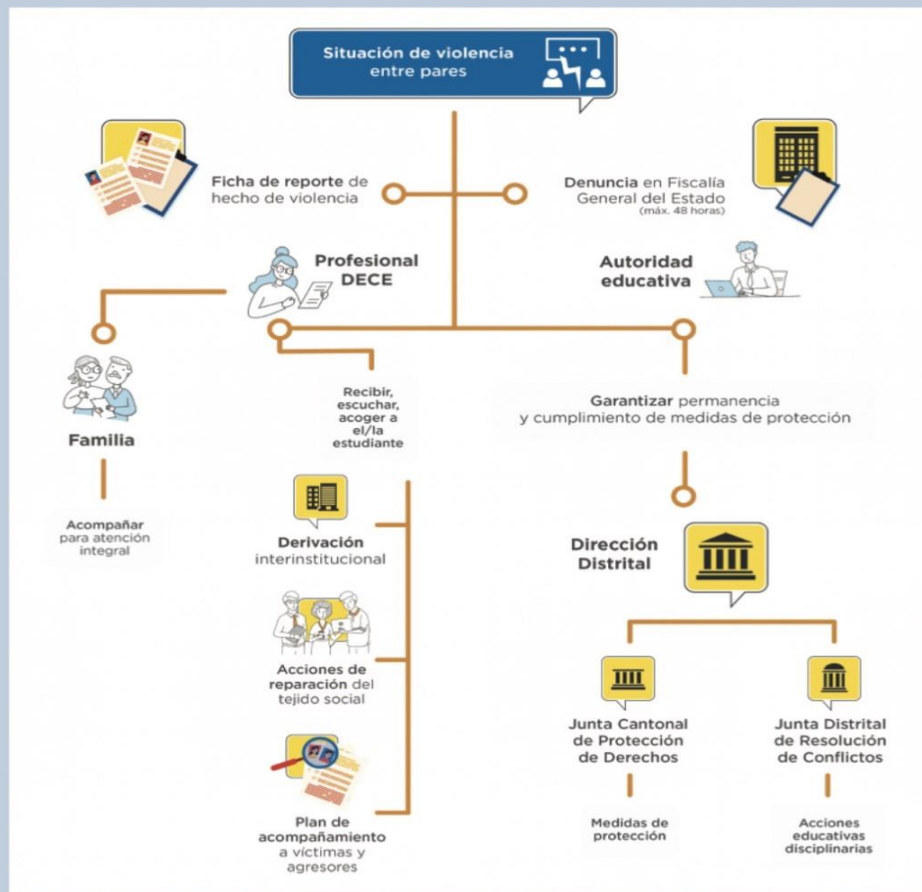 Situación de violencia
entre pares
Ficha de reporte de
hecho de violencia
Denuncia en Fiscalía
General del Estado
(máx. 48 horas)
Profesional
DECE
Autoridad
educativa
Familia
Acompañar
para atención
integral
Recibir,
escuchar,
acoger a
el/la
estudiante
Garantizar permanencia
y cumplimiento de medidas de protección
Derivación
interinstitucional
Acciones de
reparación del
tejido social
Plan de
acompañamiento
a víctimas y
agresores
Dirección
Distrital
Junta Cantonal
de Protección
de Derechos
Junta Distrital
de Resolución
de Conflictos
Medidas de
protección
Acciones
educativas
disciplinarias